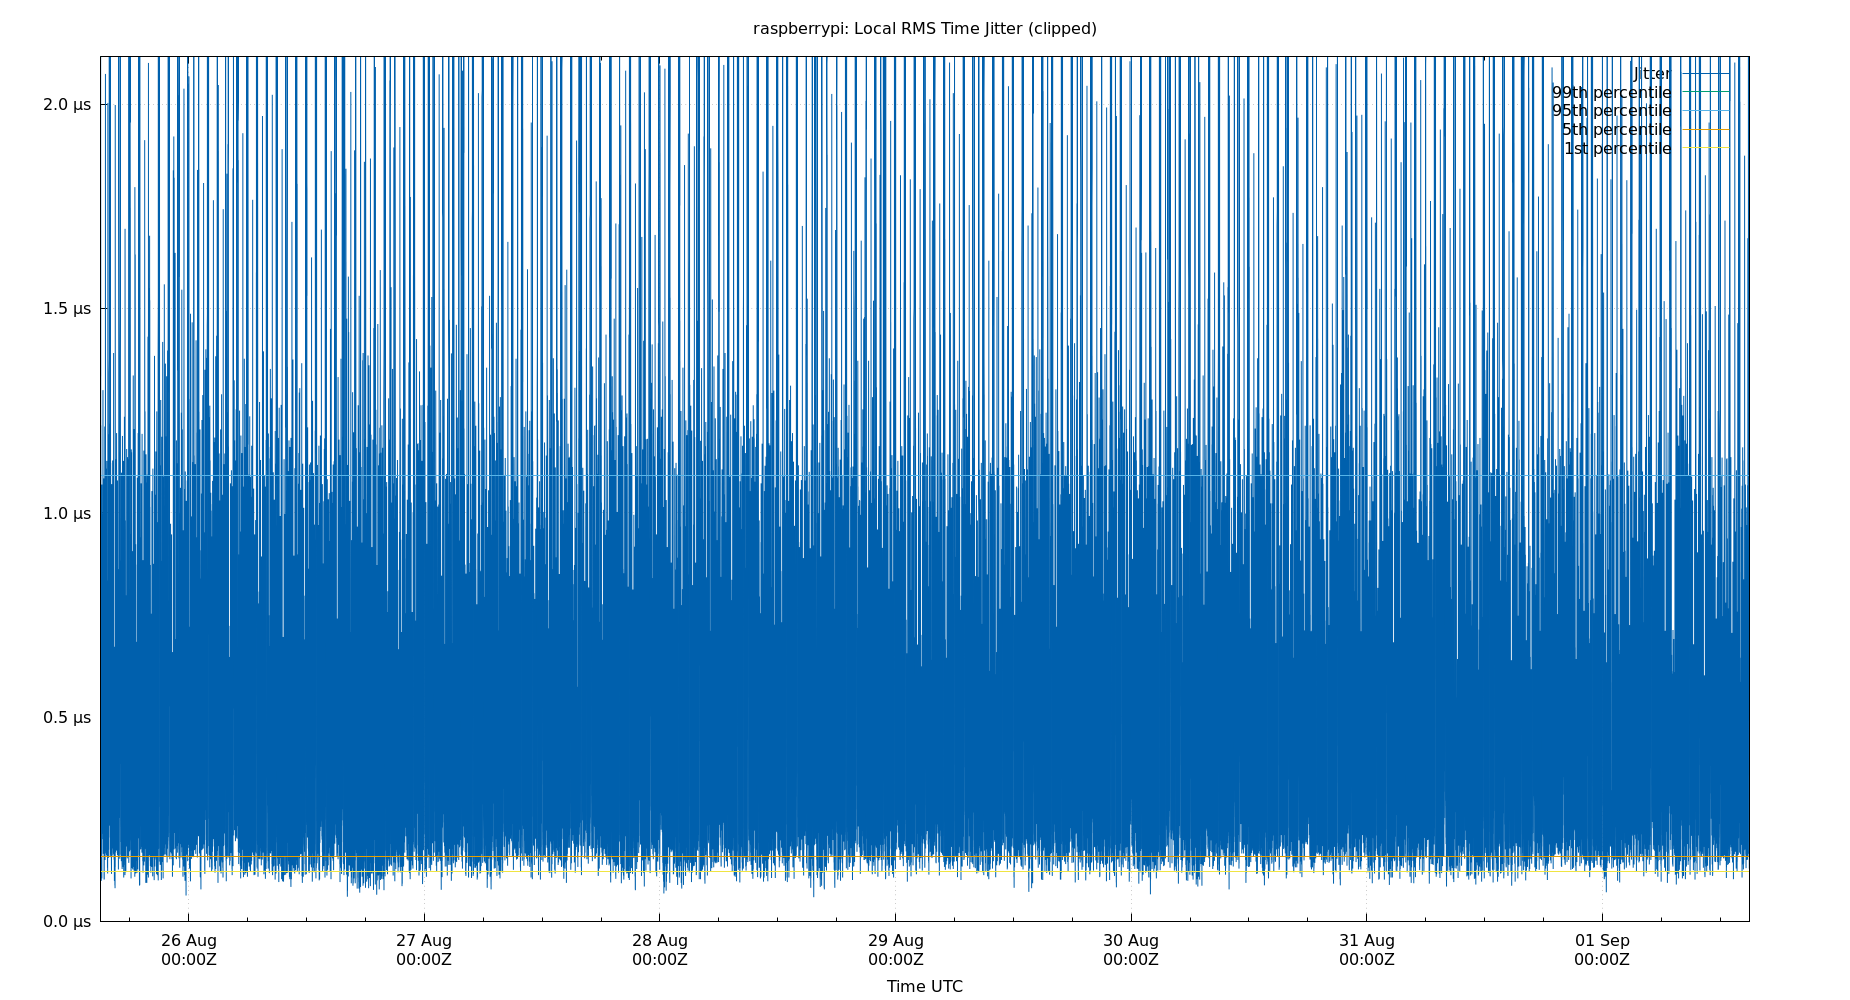 raspberrypi: Local RMS Time Jitter (clipped)
Jitter
99th percentile
95th percentile
5th percentile
1st percentile
2.0 µs
1.5 µs
1.0 µs
0.5 µs
0.0 µs
26 Aug 27 Aug 28 Aug 29 Aug 30 Aug 31 Aug 01 Sep
00:00Z 00:00Z 00:00Z 00:00Z 00:00Z 00:00Z 00:00Z
Time UTC